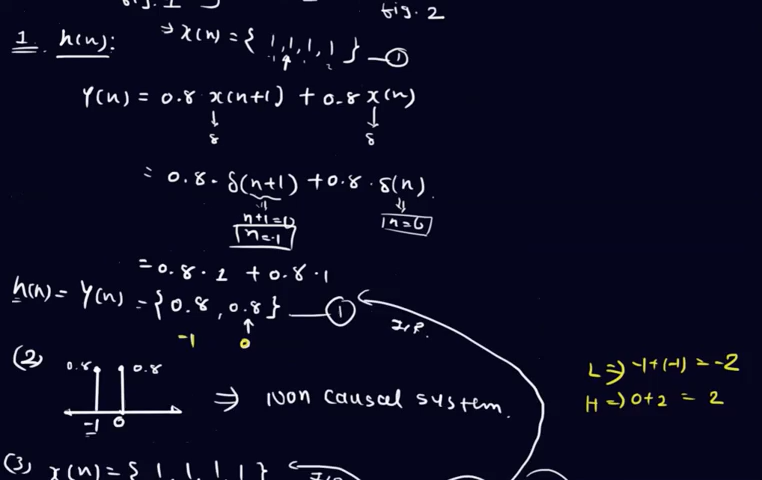 fig. 2
1. h(n): ⇒ x(n) = { 1, 1, 1, 1 } — ①
y(n) = 0.8 x(n+1) + 0.8 x(n)
δ δ
= 0.8 · δ(n+1) + 0.8 · δ(n)
n+1=0 n=0
n=-1
= 0.8 · 1 + 0.8 · 1
h(n) = y(n) = {0.8, 0.8} — ①
I.R.
-1 0
(2) 0.8 0.8
⇒ Non causal system.
-1 0
L ⇒ -1+(-1) = -2
H ⇒ 0+2 = 2
(3) x(n) = { 1, 1, 1, 1 }